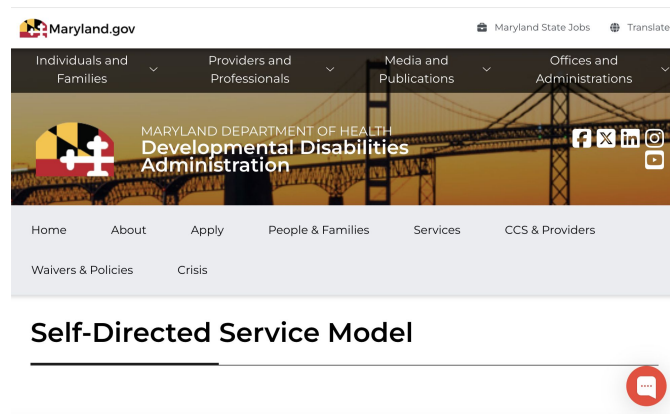 Maryland.gov
Maryland State Jobs
Translate
Individuals and
Families
Providers and
Professionals
Media and
Publications
Offices and
Administrations
MARYLAND DEPARTMENT OF HEALTH
Developmental Disabilities
Administration
Home About Apply People & Families Services CCS & Providers
Waivers & Policies Crisis
Self-Directed Service Model